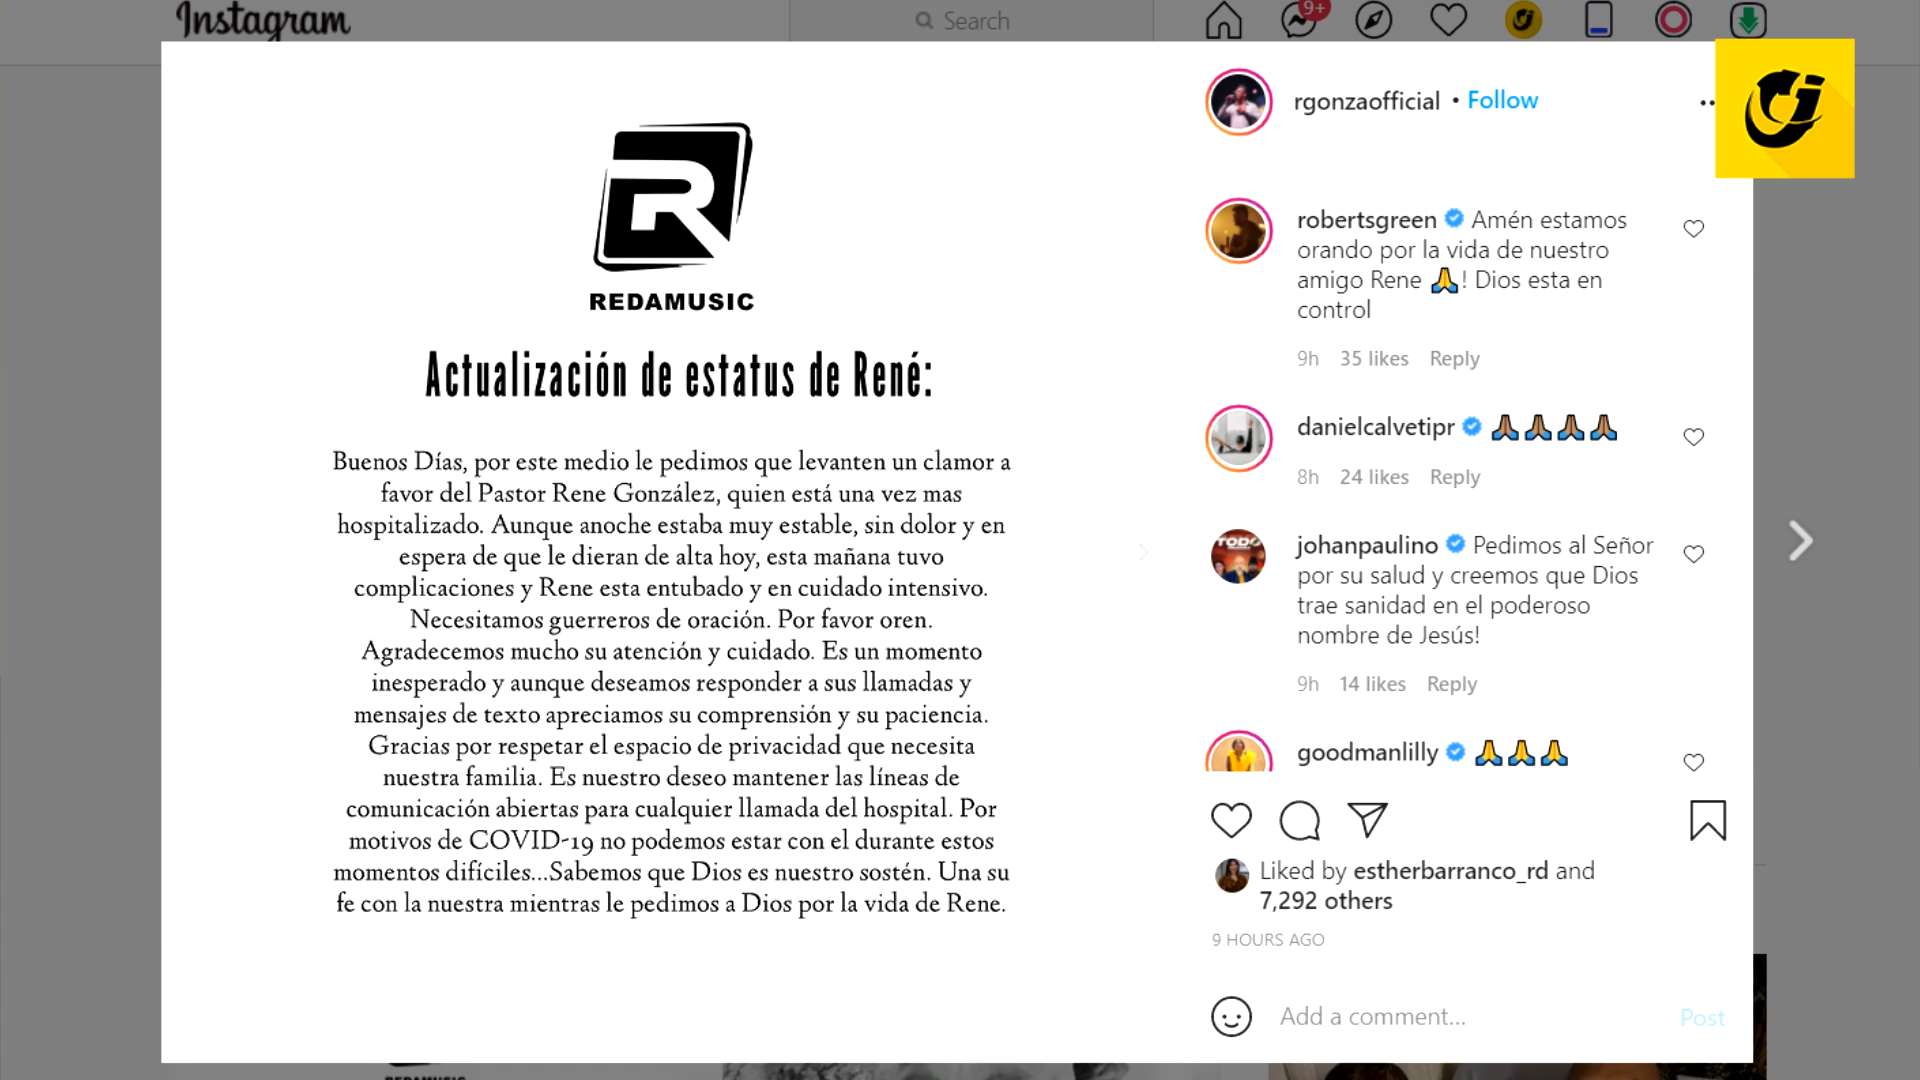 Instagram
Search
9+
REDAMUSIC
Actualización de estatus de René:
Buenos Días, por este medio le pedimos que levanten un clamor a
favor del Pastor Rene González, quien está una vez mas
hospitalizado. Aunque anoche estaba muy estable, sin dolor y en
espera de que le dieran de alta hoy, esta mañana tuvo
complicaciones y Rene esta entubado y en cuidado intensivo.
Necesitamos guerreros de oración. Por favor oren.
Agradecemos mucho su atención y cuidado. Es un momento
inesperado y aunque deseamos responder a sus llamadas y
mensajes de texto apreciamos su comprensión y su paciencia.
Gracias por respetar el espacio de privacidad que necesita
nuestra familia. Es nuestro deseo mantener las líneas de
comunicación abiertas para cualquier llamada del hospital. Por
motivos de COVID-19 no podemos estar con el durante estos
momentos difíciles...Sabemos que Dios es nuestro sostén. Una su
fe con la nuestra mientras le pedimos a Dios por la vida de Rene.
rgonzaofficial • Follow
robertsgreen Amén estamos
orando por la vida de nuestro
amigo Rene 🙏! Dios esta en
control
9h 35 likes Reply
danielcalvetipr 🙏🏽🙏🏽🙏🏽🙏🏽
8h 24 likes Reply
TODO
johanpaulino Pedimos al Señor
por su salud y creemos que Dios
trae sanidad en el poderoso
nombre de Jesús!
9h 14 likes Reply
goodmanlilly 🙏🙏🙏
Liked by estherbarranco_rd and
7,292 others
9 HOURS AGO
Add a comment...
Post
REDAMUSIC